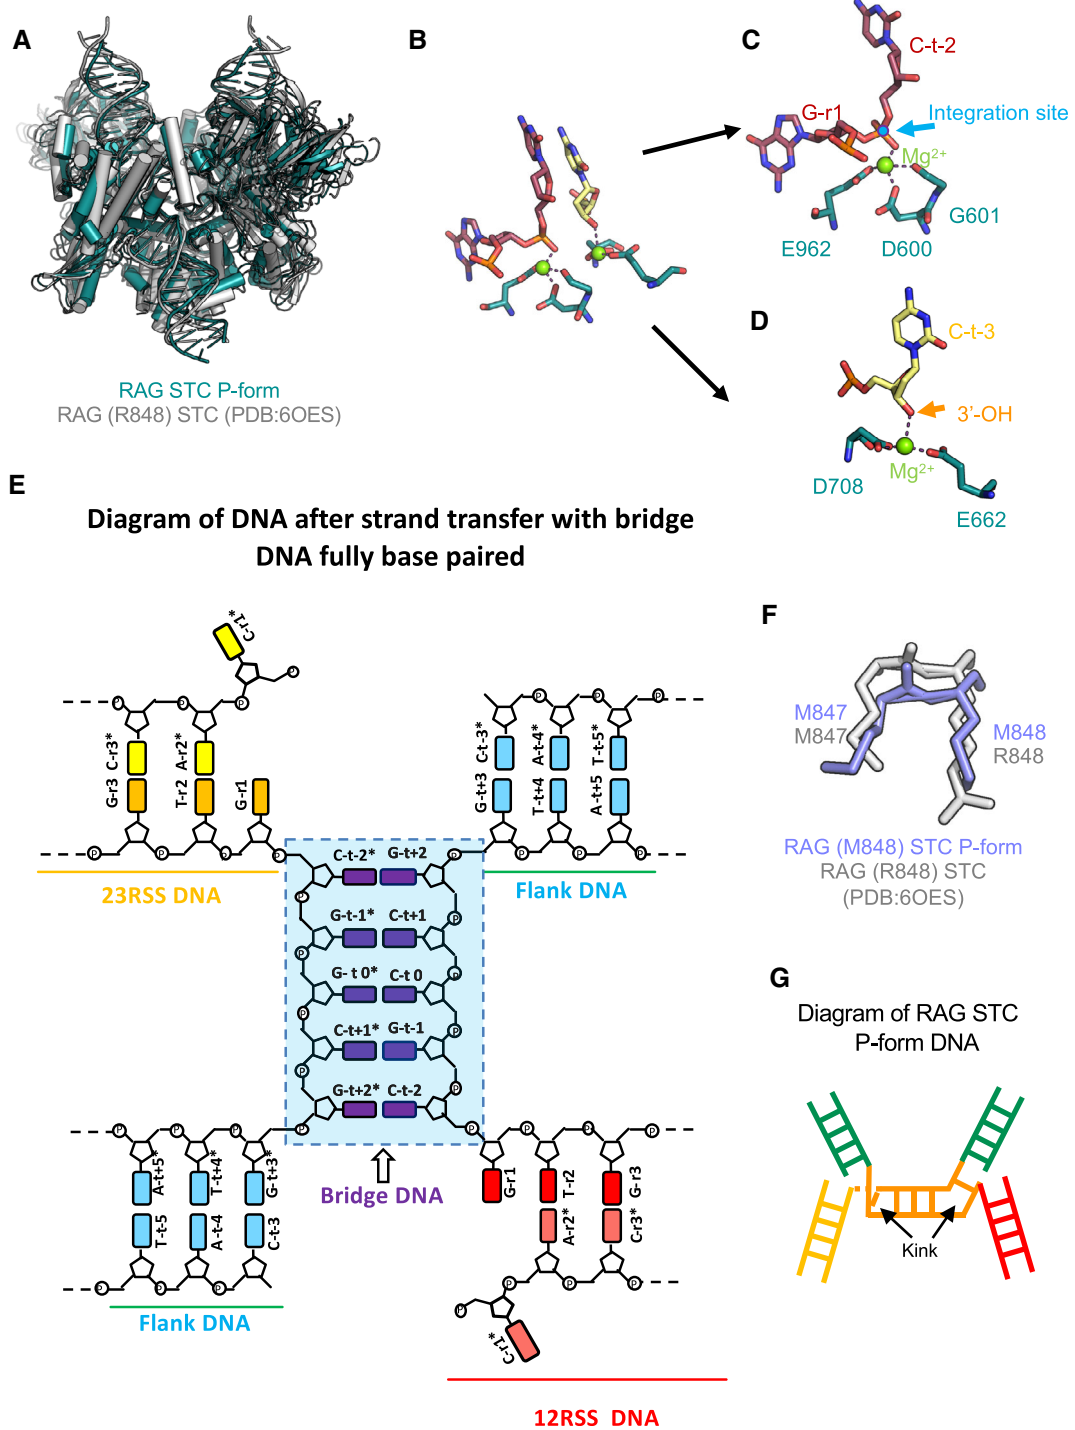 A
RAG STC P-form
RAG (R848) STC (PDB:6OES)
B
C
C-t-2
G-r1
Integration site
Mg2+
G601
E962
D600
D
C-t-3
3'-OH
Mg2+
D708
E662
E
Diagram of DNA after strand transfer with bridge
DNA fully base paired
C-r1*
P
P
P
P
C-r3*
A-r2*
G-r3
T-r2
G-r1
P
P
P
P
23RSS DNA
P
P
P
C-t-3*
A-t-4*
T-t-5*
G-t+3
T-t+4
A-t+5
P
P
P
P
Flank DNA
C-t-2* G-t+2
P
P
G-t-1* C-t+1
P
P
G- t 0* C-t 0
P
P
C-t+1* G-t-1
P
P
G-t+2* C-t-2
Bridge DNA
P
P
P
P
A-t+5*
T-t+4*
G-t+3*
T-t-5
A-t-4
C-t-3
P
P
P
Flank DNA
P
P
P
P
G-r1
T-r2
G-r3
A-r2*
C-r3*
P
P
P
P
C-r1*
12RSS DNA
F
M847
M847
M848
R848
RAG (M848) STC P-form
RAG (R848) STC
(PDB:6OES)
G
Diagram of RAG STC
P-form DNA
Kink